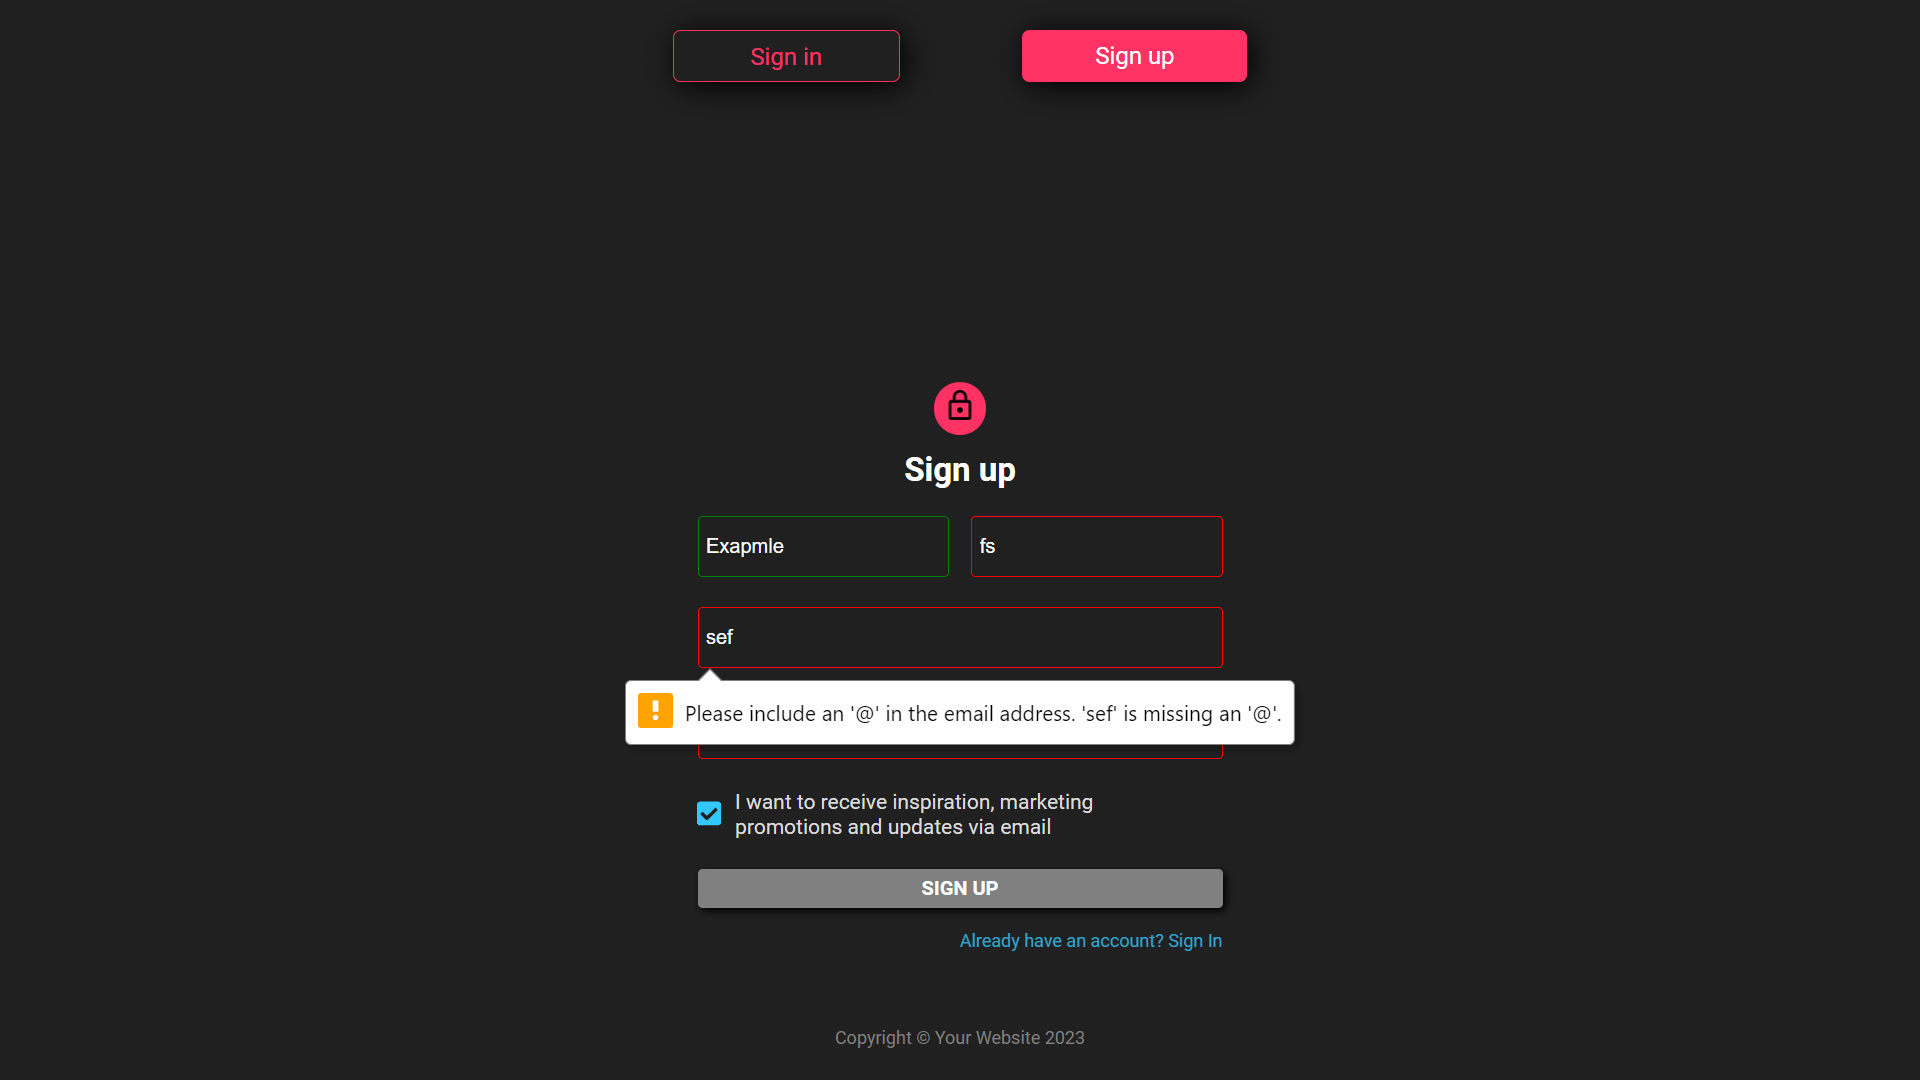 Sign in
Sign up
Sign up
Exapmle
fs
sef
Please include an '@' in the email address. 'sef' is missing an '@'.
I want to receive inspiration, marketing
promotions and updates via email
SIGN UP
Already have an account? Sign In
Copyright © Your Website 2023